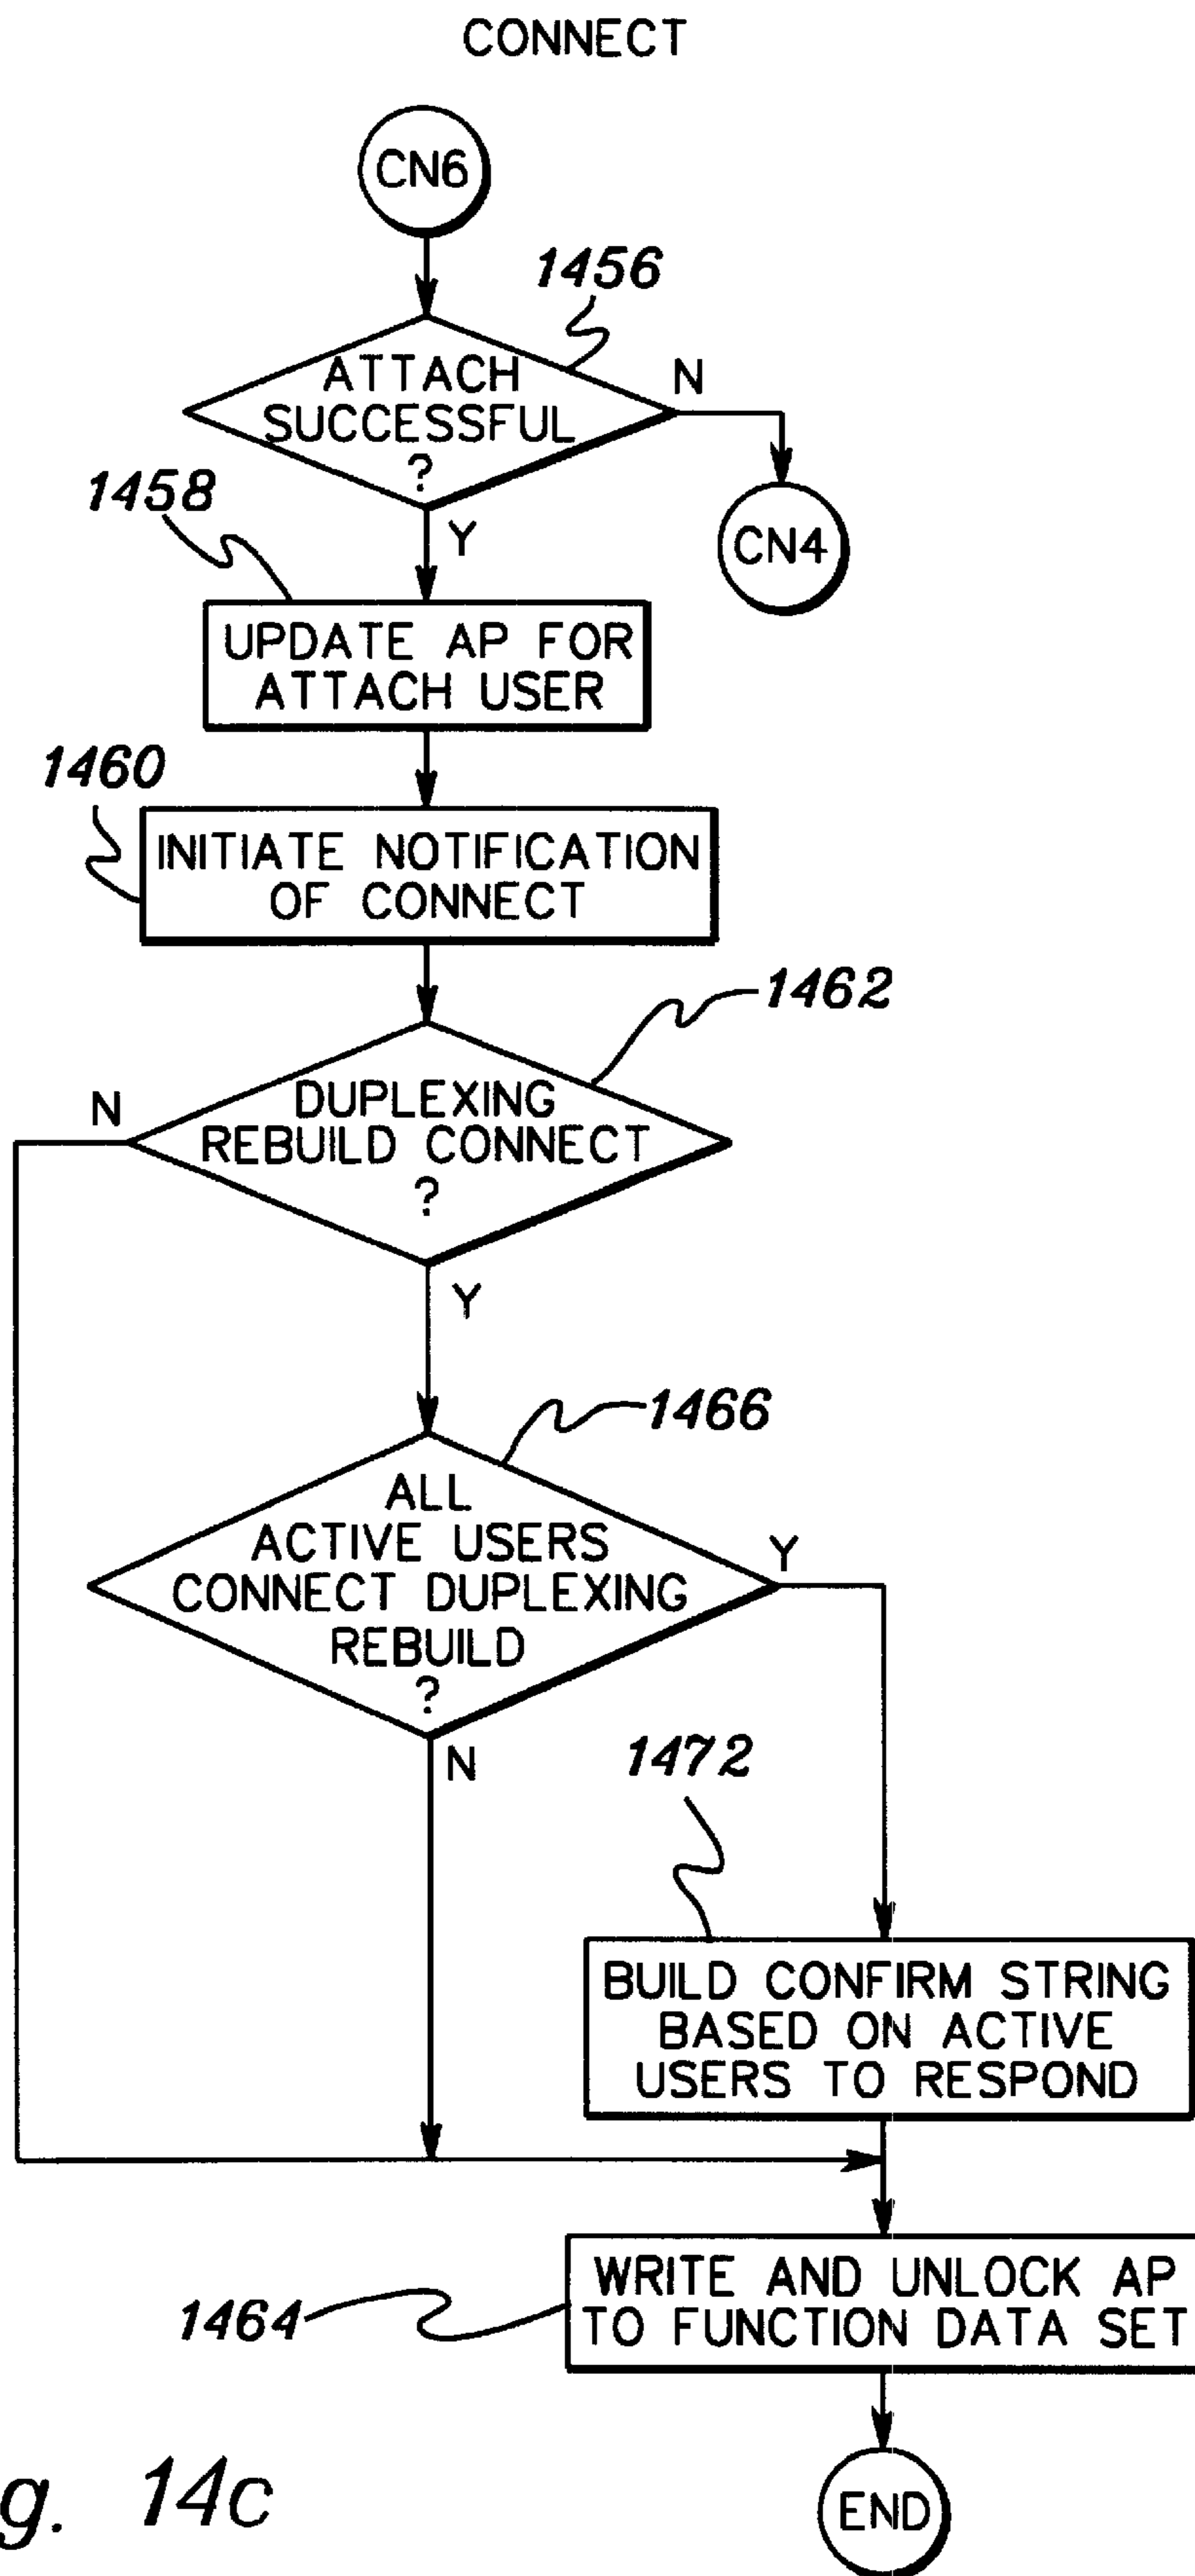 CONNECT
CN6
1456
ATTACH
SUCCESSFUL
?
N
CN4
1458
Y
UPDATE AP FOR
ATTACH USER
1460
INITIATE NOTIFICATION
OF CONNECT
1462
N
DUPLEXING
REBUILD CONNECT
?
Y
1466
ALL
ACTIVE USERS
CONNECT DUPLEXING
REBUILD
?
Y
N
1472
BUILD CONFIRM STRING
BASED ON ACTIVE
USERS TO RESPOND
WRITE AND UNLOCK AP
TO FUNCTION DATA SET
1464
END
g. 14c